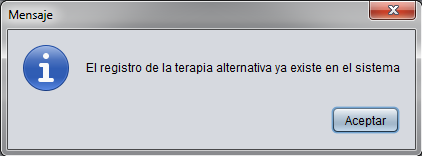 Mensaje
El registro de la terapia alternativa ya existe en el sistema
Aceptar